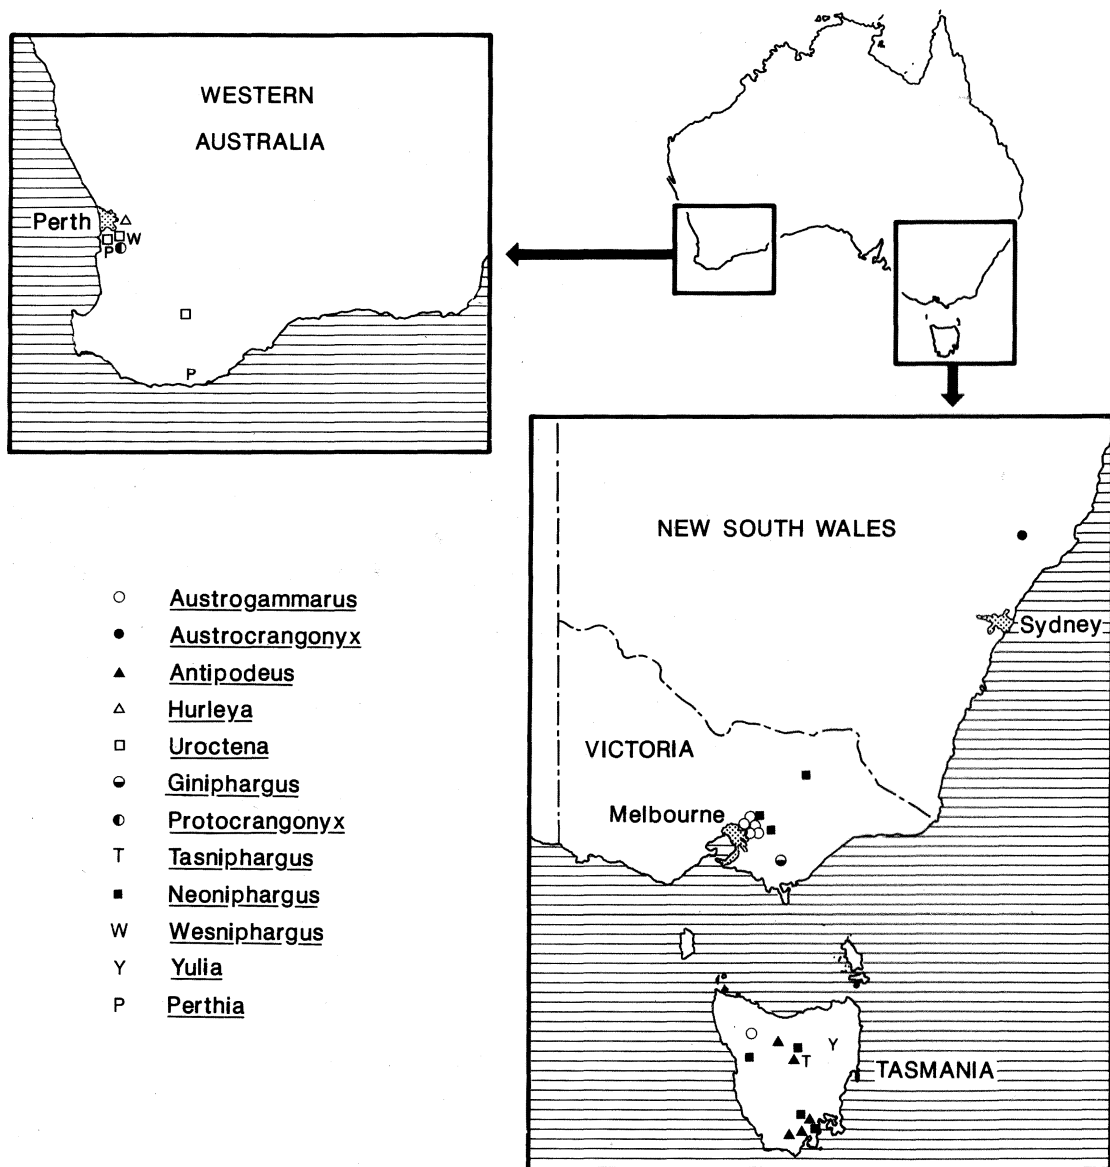 WESTERN
AUSTRALIA
Perth
W
P
P
NEW SOUTH WALES
Sydney
VICTORIA
Melbourne
Y
T
TASMANIA
Austrogammarus
Austrocrangonyx
Antipodeus
Hurleya
Uroctena
Giniphargus
Protocrangonyx
T Tasniphargus
Neoniphargus
W Wesniphargus
Y Yulia
P Perthia